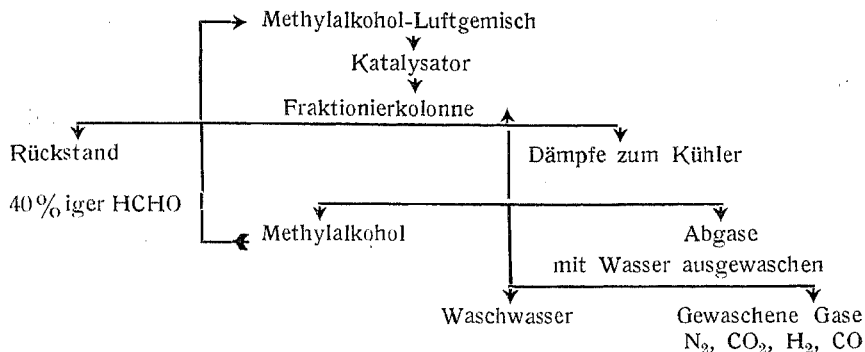 Methylalkohol-Luftgemisch
Katalysator
Fraktionierkolonne
Rückstand
Dämpfe zum Kühler
40%iger HCHO
Methylalkohol
Abgase
mit Wasser ausgewaschen
Waschwasser
Gewaschene Gase
N₂, CO₂, H₂, CO